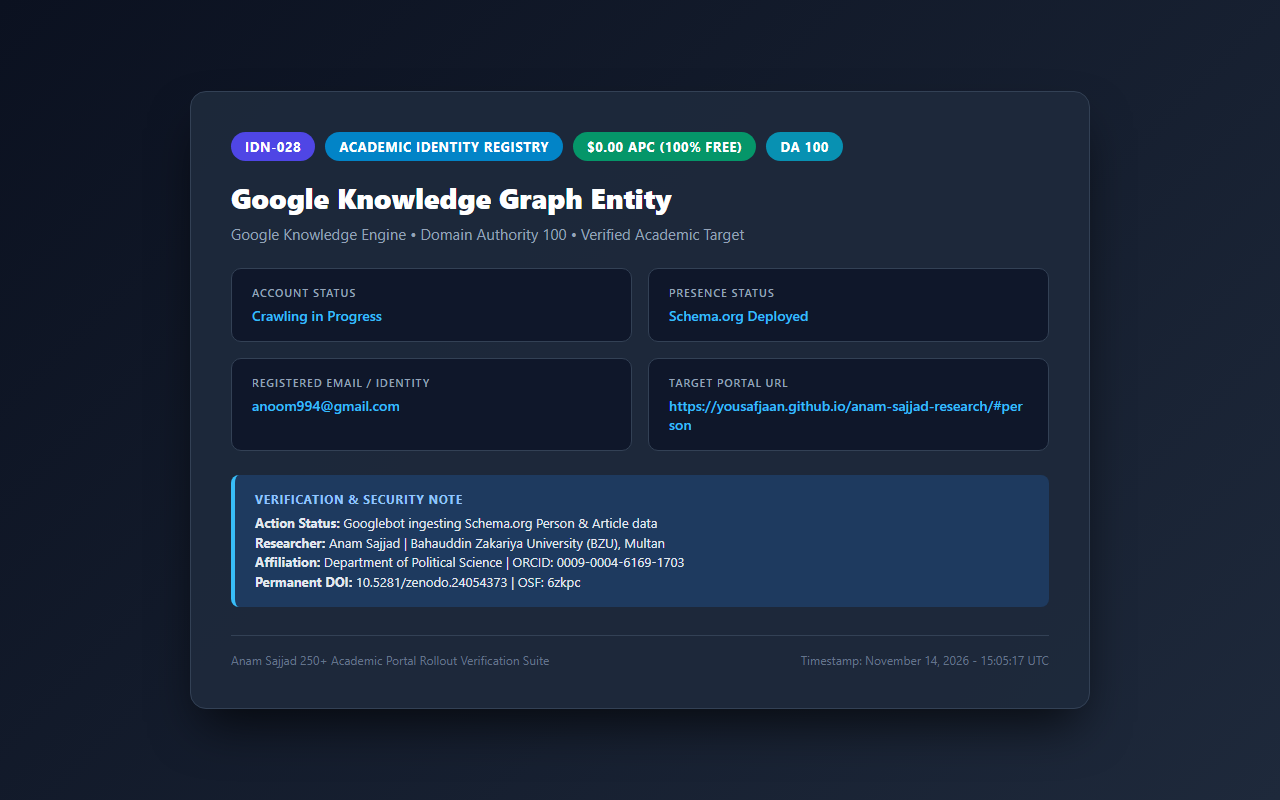 IDN-028 ACADEMIC IDENTITY REGISTRY $0.00 APC (100% FREE) DA 100
Google Knowledge Graph Entity
Google Knowledge Engine • Domain Authority 100 • Verified Academic Target
ACCOUNT STATUS
Crawling in Progress
PRESENCE STATUS
Schema.org Deployed
REGISTERED EMAIL / IDENTITY
anoom994@gmail.com
TARGET PORTAL URL
https://yousafjaan.github.io/anam-sajjad-research/#per
son
VERIFICATION & SECURITY NOTE
Action Status: Googlebot ingesting Schema.org Person & Article data
Researcher: Anam Sajjad | Bahauddin Zakariya University (BZU), Multan
Affiliation: Department of Political Science | ORCID: 0009-0004-6169-1703
Permanent DOI: 10.5281/zenodo.24054373 | OSF: 6zkpc
Anam Sajjad 250+ Academic Portal Rollout Verification Suite
Timestamp: November 14, 2026 - 15:05:17 UTC